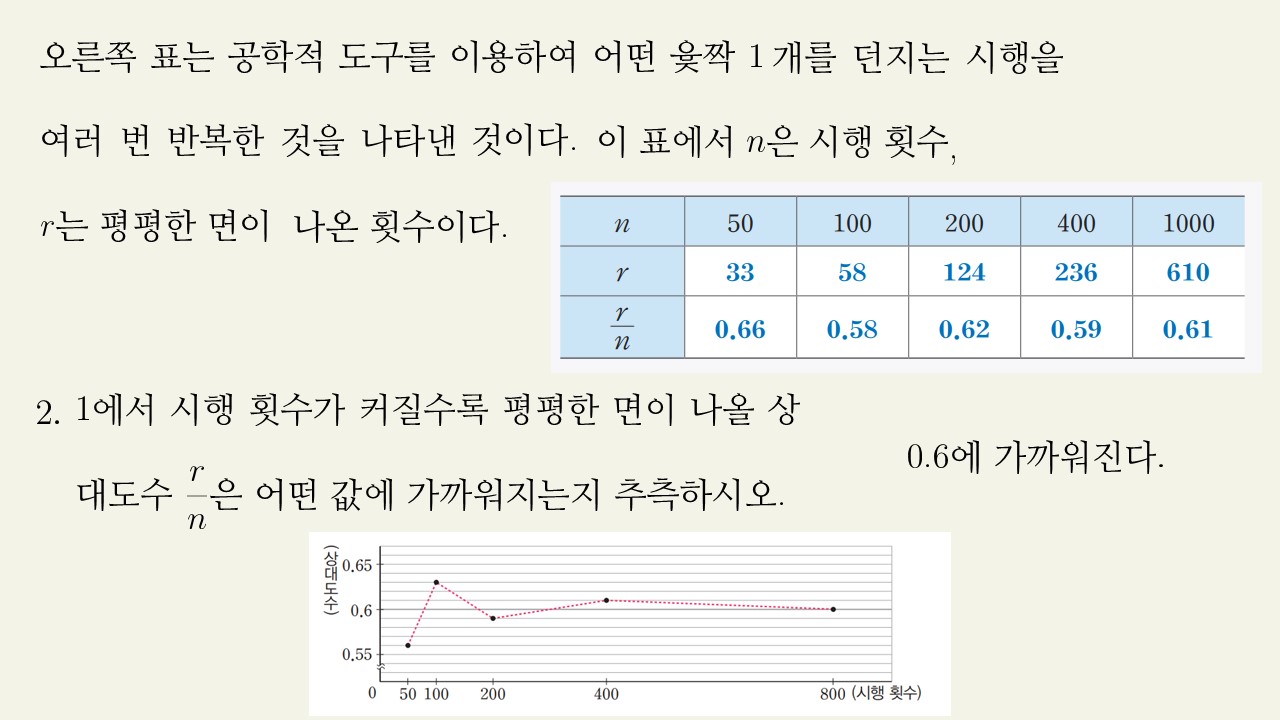 오른쪽 표는 공학적 도구를 이용하여 어떤 윷짝 1개를 던지는 시행을
여러 번 반복한 것을 나타낸 것이다. 이 표에서 n은 시행 횟수,
r는 평평한 면이 나온 횟수이다.
n 50 100 200 400 1000
r 33 58 124 236 610
r/n 0.66 0.58 0.62 0.59 0.61
2. 1에서 시행 횟수가 커질수록 평평한 면이 나올 상
대도수 r/n은 어떤 값에 가까워지는지 추측하시오.
0.6에 가까워진다.
(상대도수)
0.65
0.6
0.55
0 50 100 200 400 800 (시행 횟수)